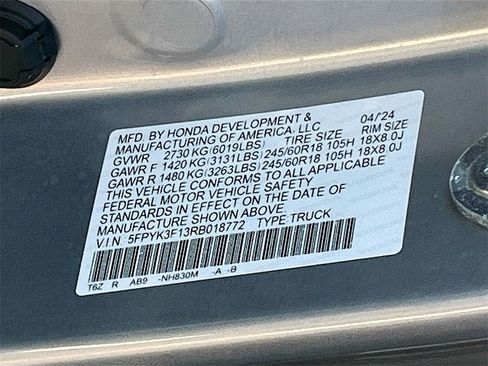 MFD. BY HONDA DEVELOPMENT & 04/'24
MANUFACTURING OF AMERICA, LLC
GVWR 2730 KG (6019LBS) TIRE SIZE RIM SIZE
GAWR F 1420 KG (3131LBS) 245/60R18 105H 18X8.0J
GAWR R 1480 KG (3263LBS) 245/60R18 105H 18X8.0J
THIS VEHICLE CONFORMS TO ALL APPLICABLE
FEDERAL MOTOR VEHICLE SAFETY
STANDARDS IN EFFECT ON THE DATE OF
MANUFACTURE SHOWN ABOVE
V.I.N. 5FPYK3F13RB018772 TYPE TRUCK
T6Z R AB9 -NH830M -A -B